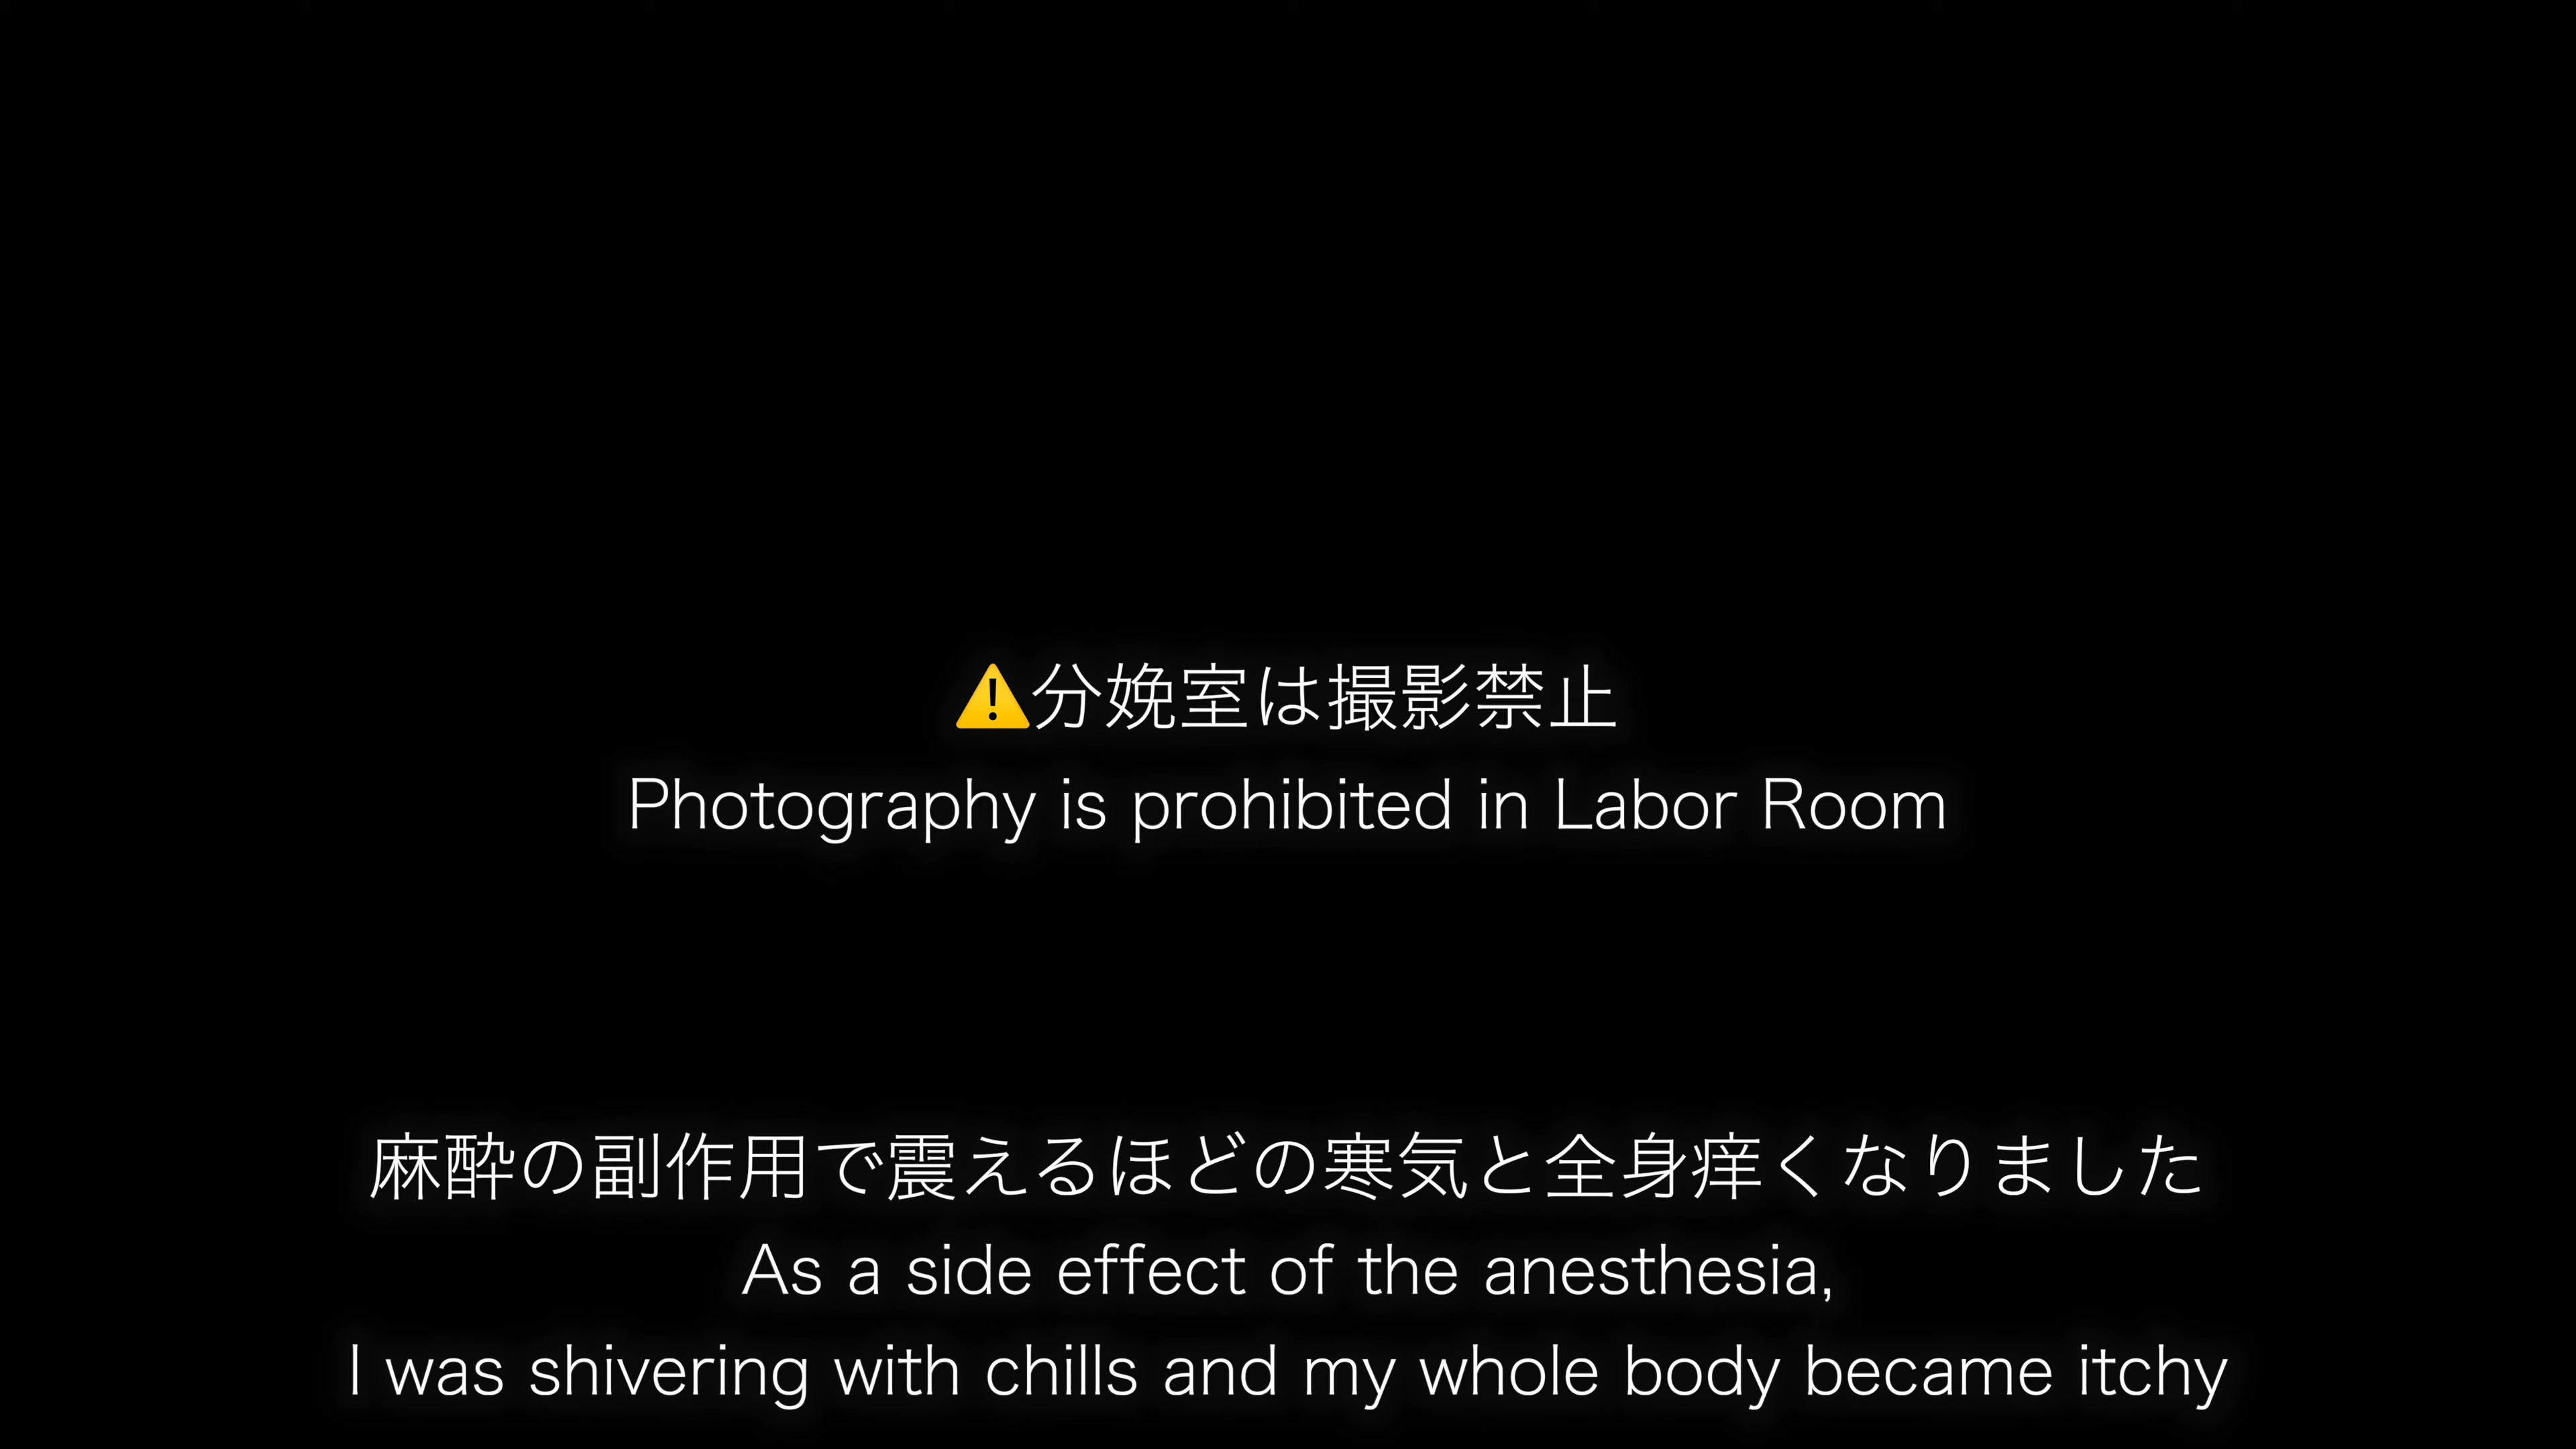 ⚠️分娩室は撮影禁止
Photography is prohibited in Labor Room
麻酔の副作用で震えるほどの寒気と全身痒くなりました
As a side effect of the anesthesia,
I was shivering with chills and my whole body became itchy